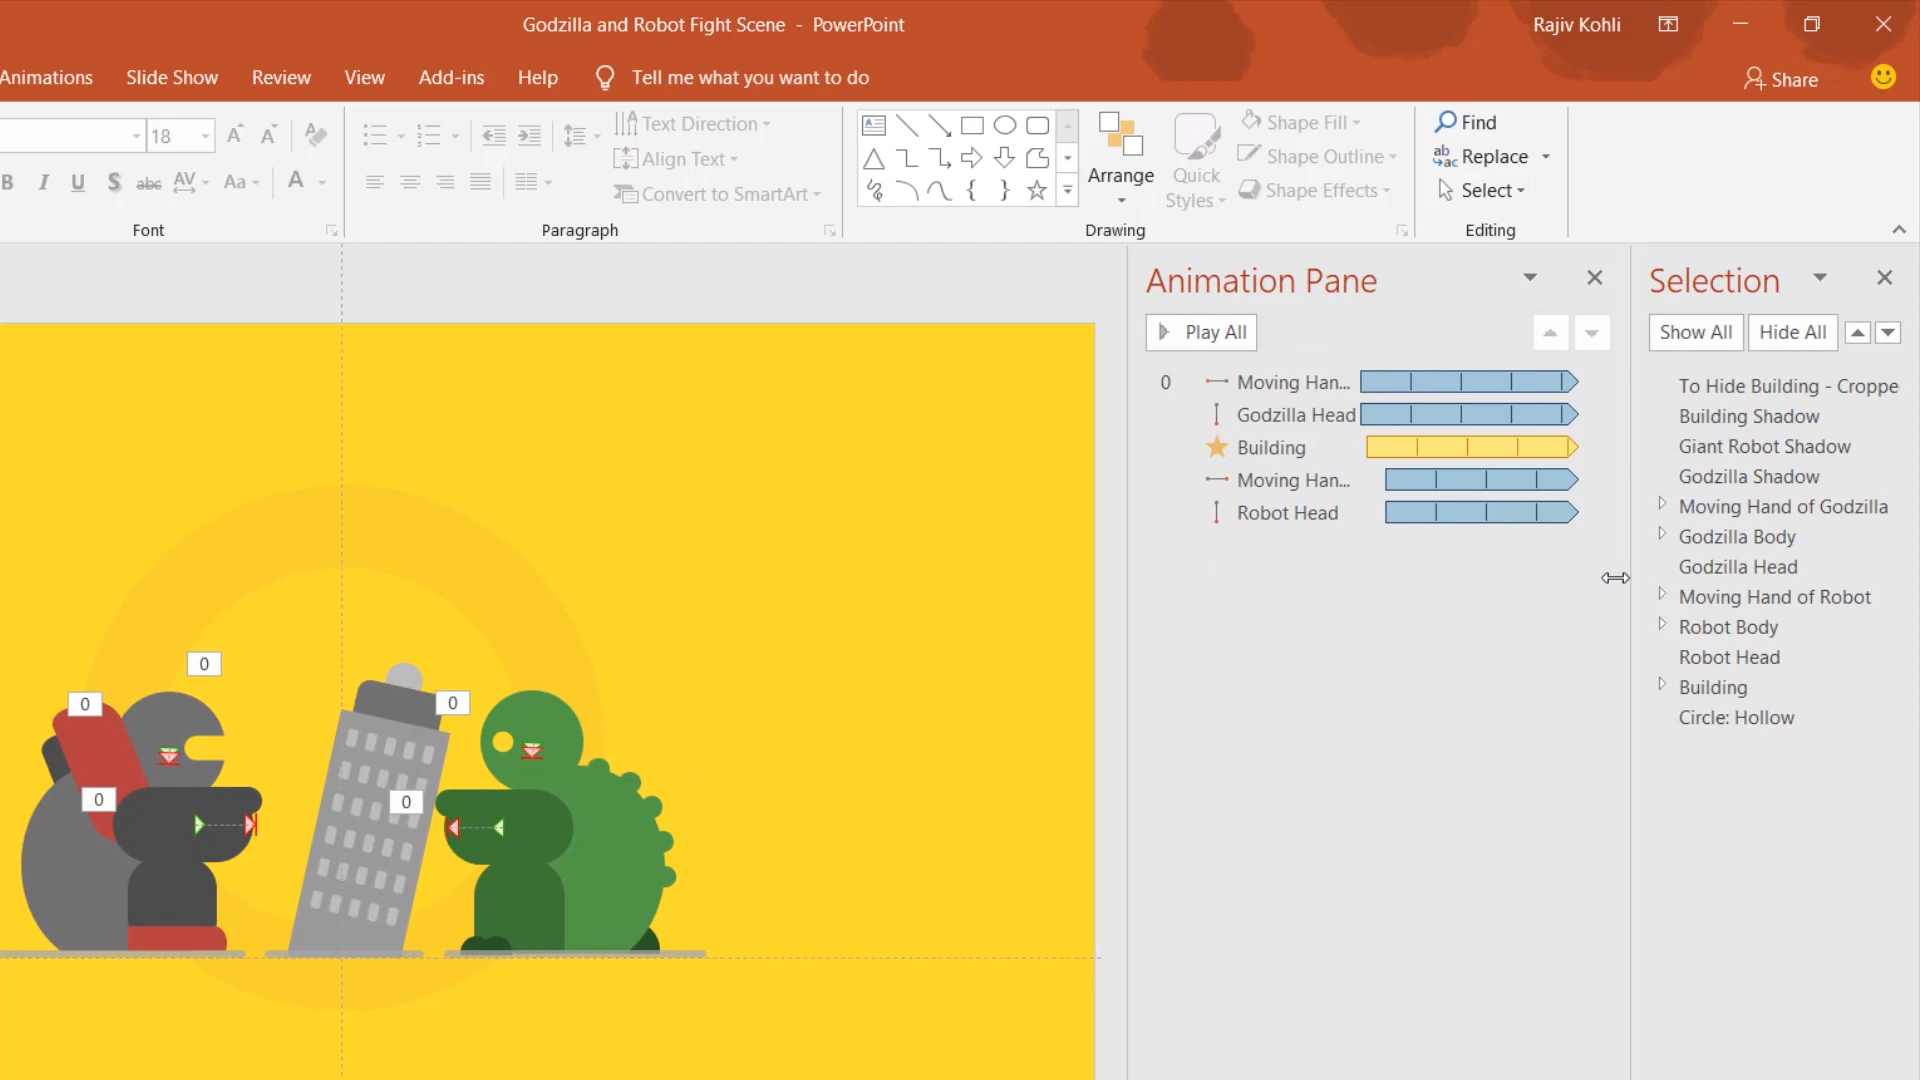 Godzilla and Robot Fight Scene - PowerPoint
Rajiv Kohli
Animations Slide Show Review View Add-ins Help Tell me what you want to do
Share
18
B I U S abc AV Aa A
Font
Text Direction
Align Text
Convert to SmartArt
Paragraph
Arrange
Quick
Styles
Shape Fill
Shape Outline
Shape Effects
Drawing
Find
Replace
Select
Editing
Animation Pane
Play All
0 Moving Han...
Godzilla Head
Building
Moving Han...
Robot Head
Selection
Show All Hide All
To Hide Building - Croppe
Building Shadow
Giant Robot Shadow
Godzilla Shadow
Moving Hand of Godzilla
Godzilla Body
Godzilla Head
Moving Hand of Robot
Robot Body
Robot Head
Building
Circle: Hollow
0
0
0
0
0